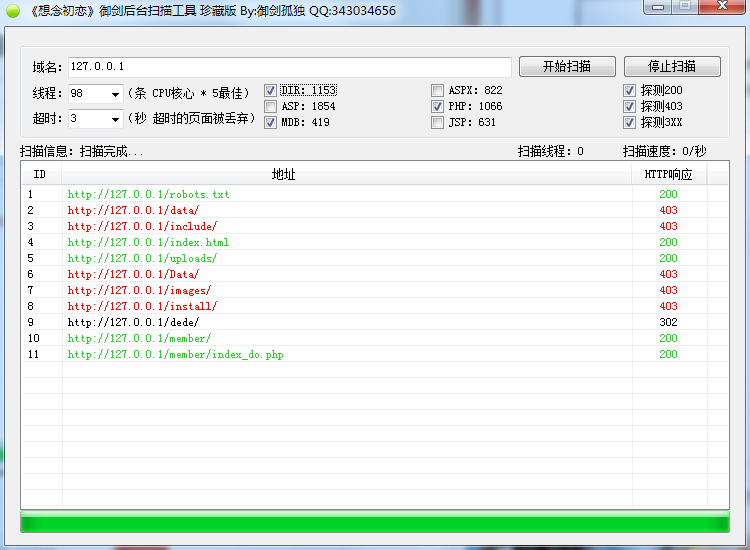 《想念初恋》御剑后台扫描工具 珍藏版 By:御剑孤独 QQ:343034656
域名: 127.0.0.1 开始扫描 停止扫描
线程: 98 (条 CPU核心 * 5最佳) DIR: 1153 ASPX: 822 探测200
ASP: 1854 PHP: 1066 探测403
超时: 3 (秒 超时的页面被丢弃) MDB: 419 JSP: 631 探测3XX
扫描信息: 扫描完成... 扫描线程: 0 扫描速度: 0/秒
ID 地址 HTTP响应
1 http://127.0.0.1/robots.txt 200
2 http://127.0.0.1/data/ 403
3 http://127.0.0.1/include/ 403
4 http://127.0.0.1/index.html 200
5 http://127.0.0.1/uploads/ 200
6 http://127.0.0.1/Data/ 403
7 http://127.0.0.1/images/ 403
8 http://127.0.0.1/install/ 403
9 http://127.0.0.1/dede/ 302
10 http://127.0.0.1/member/ 200
11 http://127.0.0.1/member/index_do.php 200